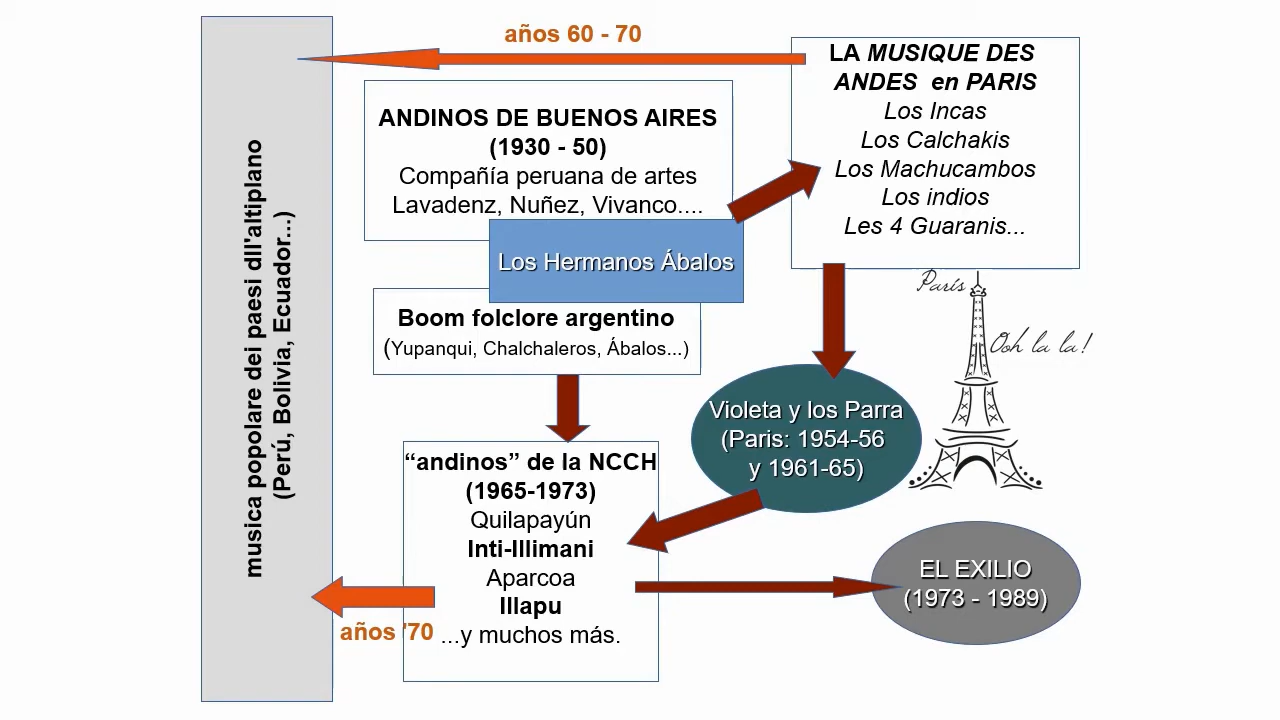 años 60 - 70
LA MUSIQUE DES
ANDES en PARIS
Los Incas
Los Calchakis
Los Machucambos
Los indios
Les 4 Guaranis...
ANDINOS DE BUENOS AIRES
(1930 - 50)
Compañía peruana de artes
Lavadenz, Nuñez, Vivanco....
Los Hermanos Ábalos
Boom folclore argentino
(Yupanqui, Chalchaleros, Ábalos...)
musica popolare dei paesi dll'altiplano
(Perú, Bolivia, Ecuador...)
París
Ooh la la!
Violeta y los Parra
(Paris: 1954-56
y 1961-65)
“andinos” de la NCCH
(1965-1973)
Quilapayún
Inti-Illimani
Aparcoa
Illapu
...y muchos más.
años '70
EL EXILIO
(1973 - 1989)